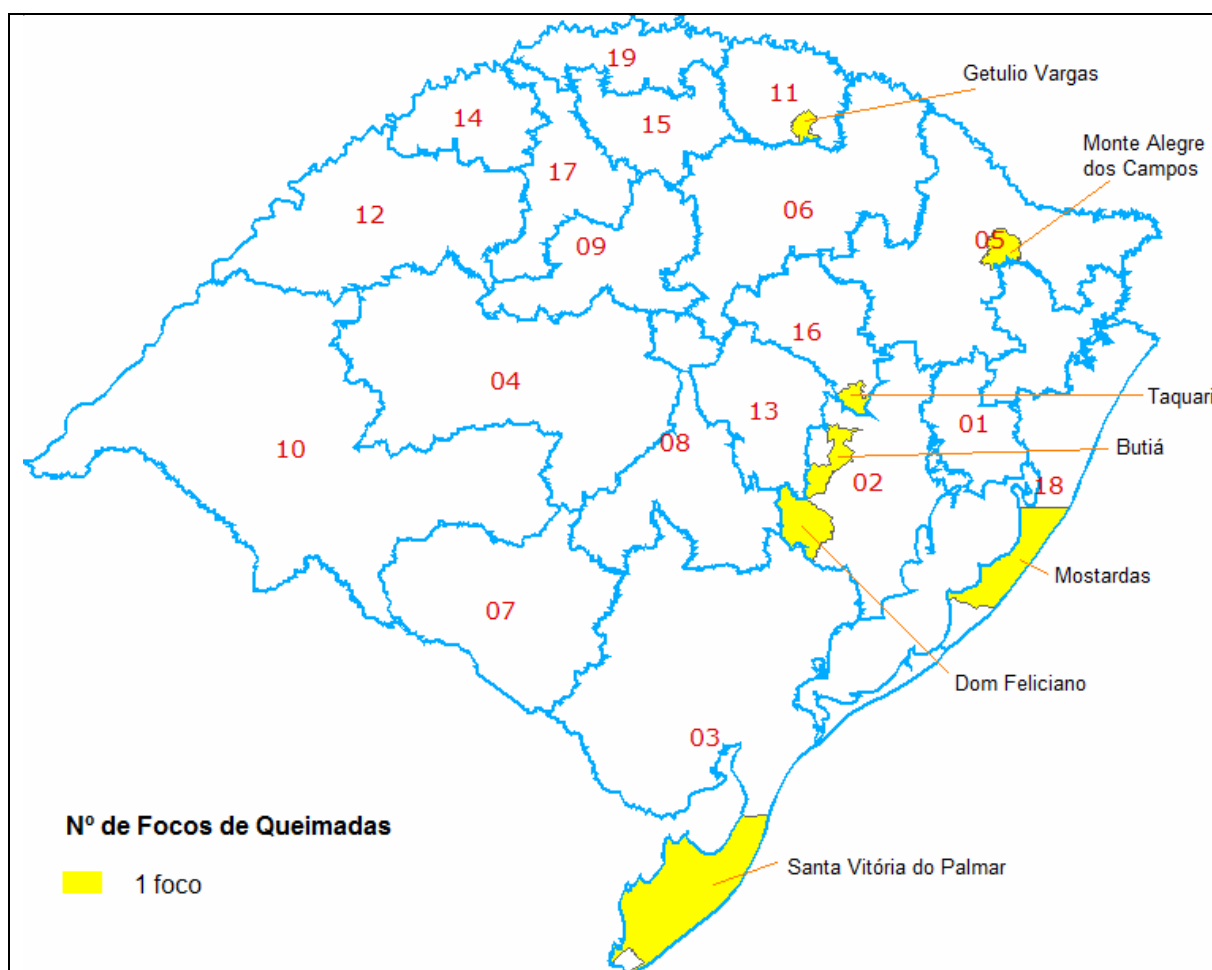 19
11
Getulio Vargas
14
15
Monte Alegre
dos Campos
17
12
06
05
09
16
04
13
Taquari
01
10
08
Butiá
02
18
Mostardas
07
Dom Feliciano
03
Nº de Focos de Queimadas
Santa Vitória do Palmar
1 foco